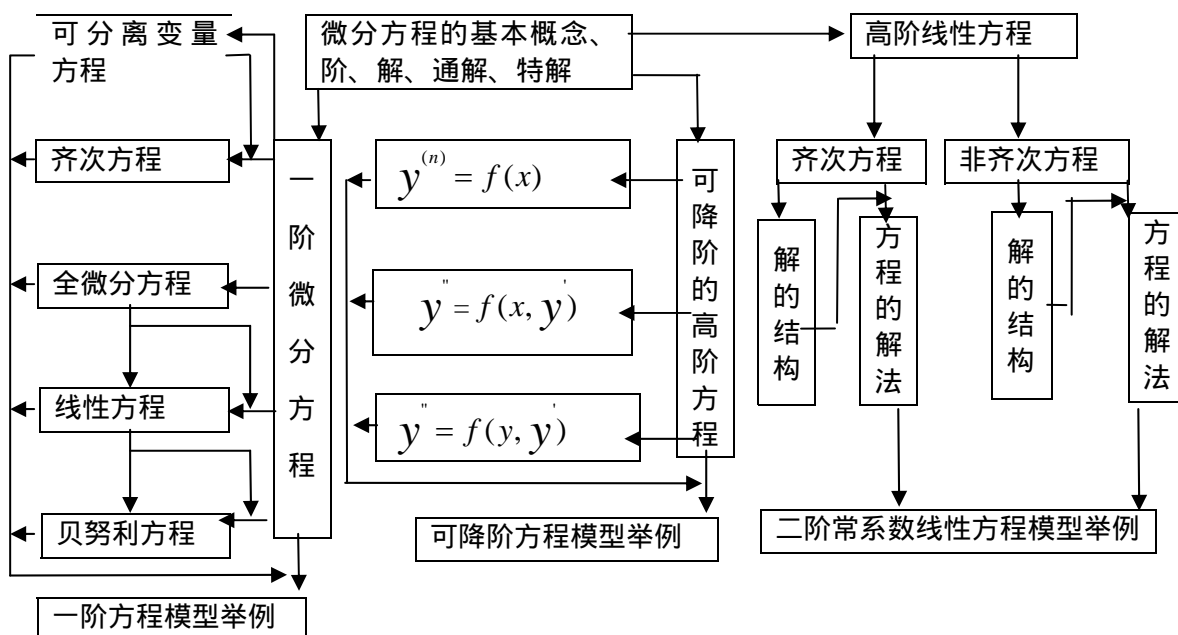 可分离变量
方程
微分方程的基本概念、
阶、解、通解、特解
高阶线性方程
齐次方程
全微分方程
线性方程
贝努利方程
一阶微分方程
y^{(n)} = f(x)
y'' = f(x, y')
y'' = f(y, y')
可降阶的高阶方程
齐次方程
非齐次方程
解的结构
方程的解法
解的结构
方程的解法
一阶方程模型举例
可降阶方程模型举例
二阶常系数线性方程模型举例